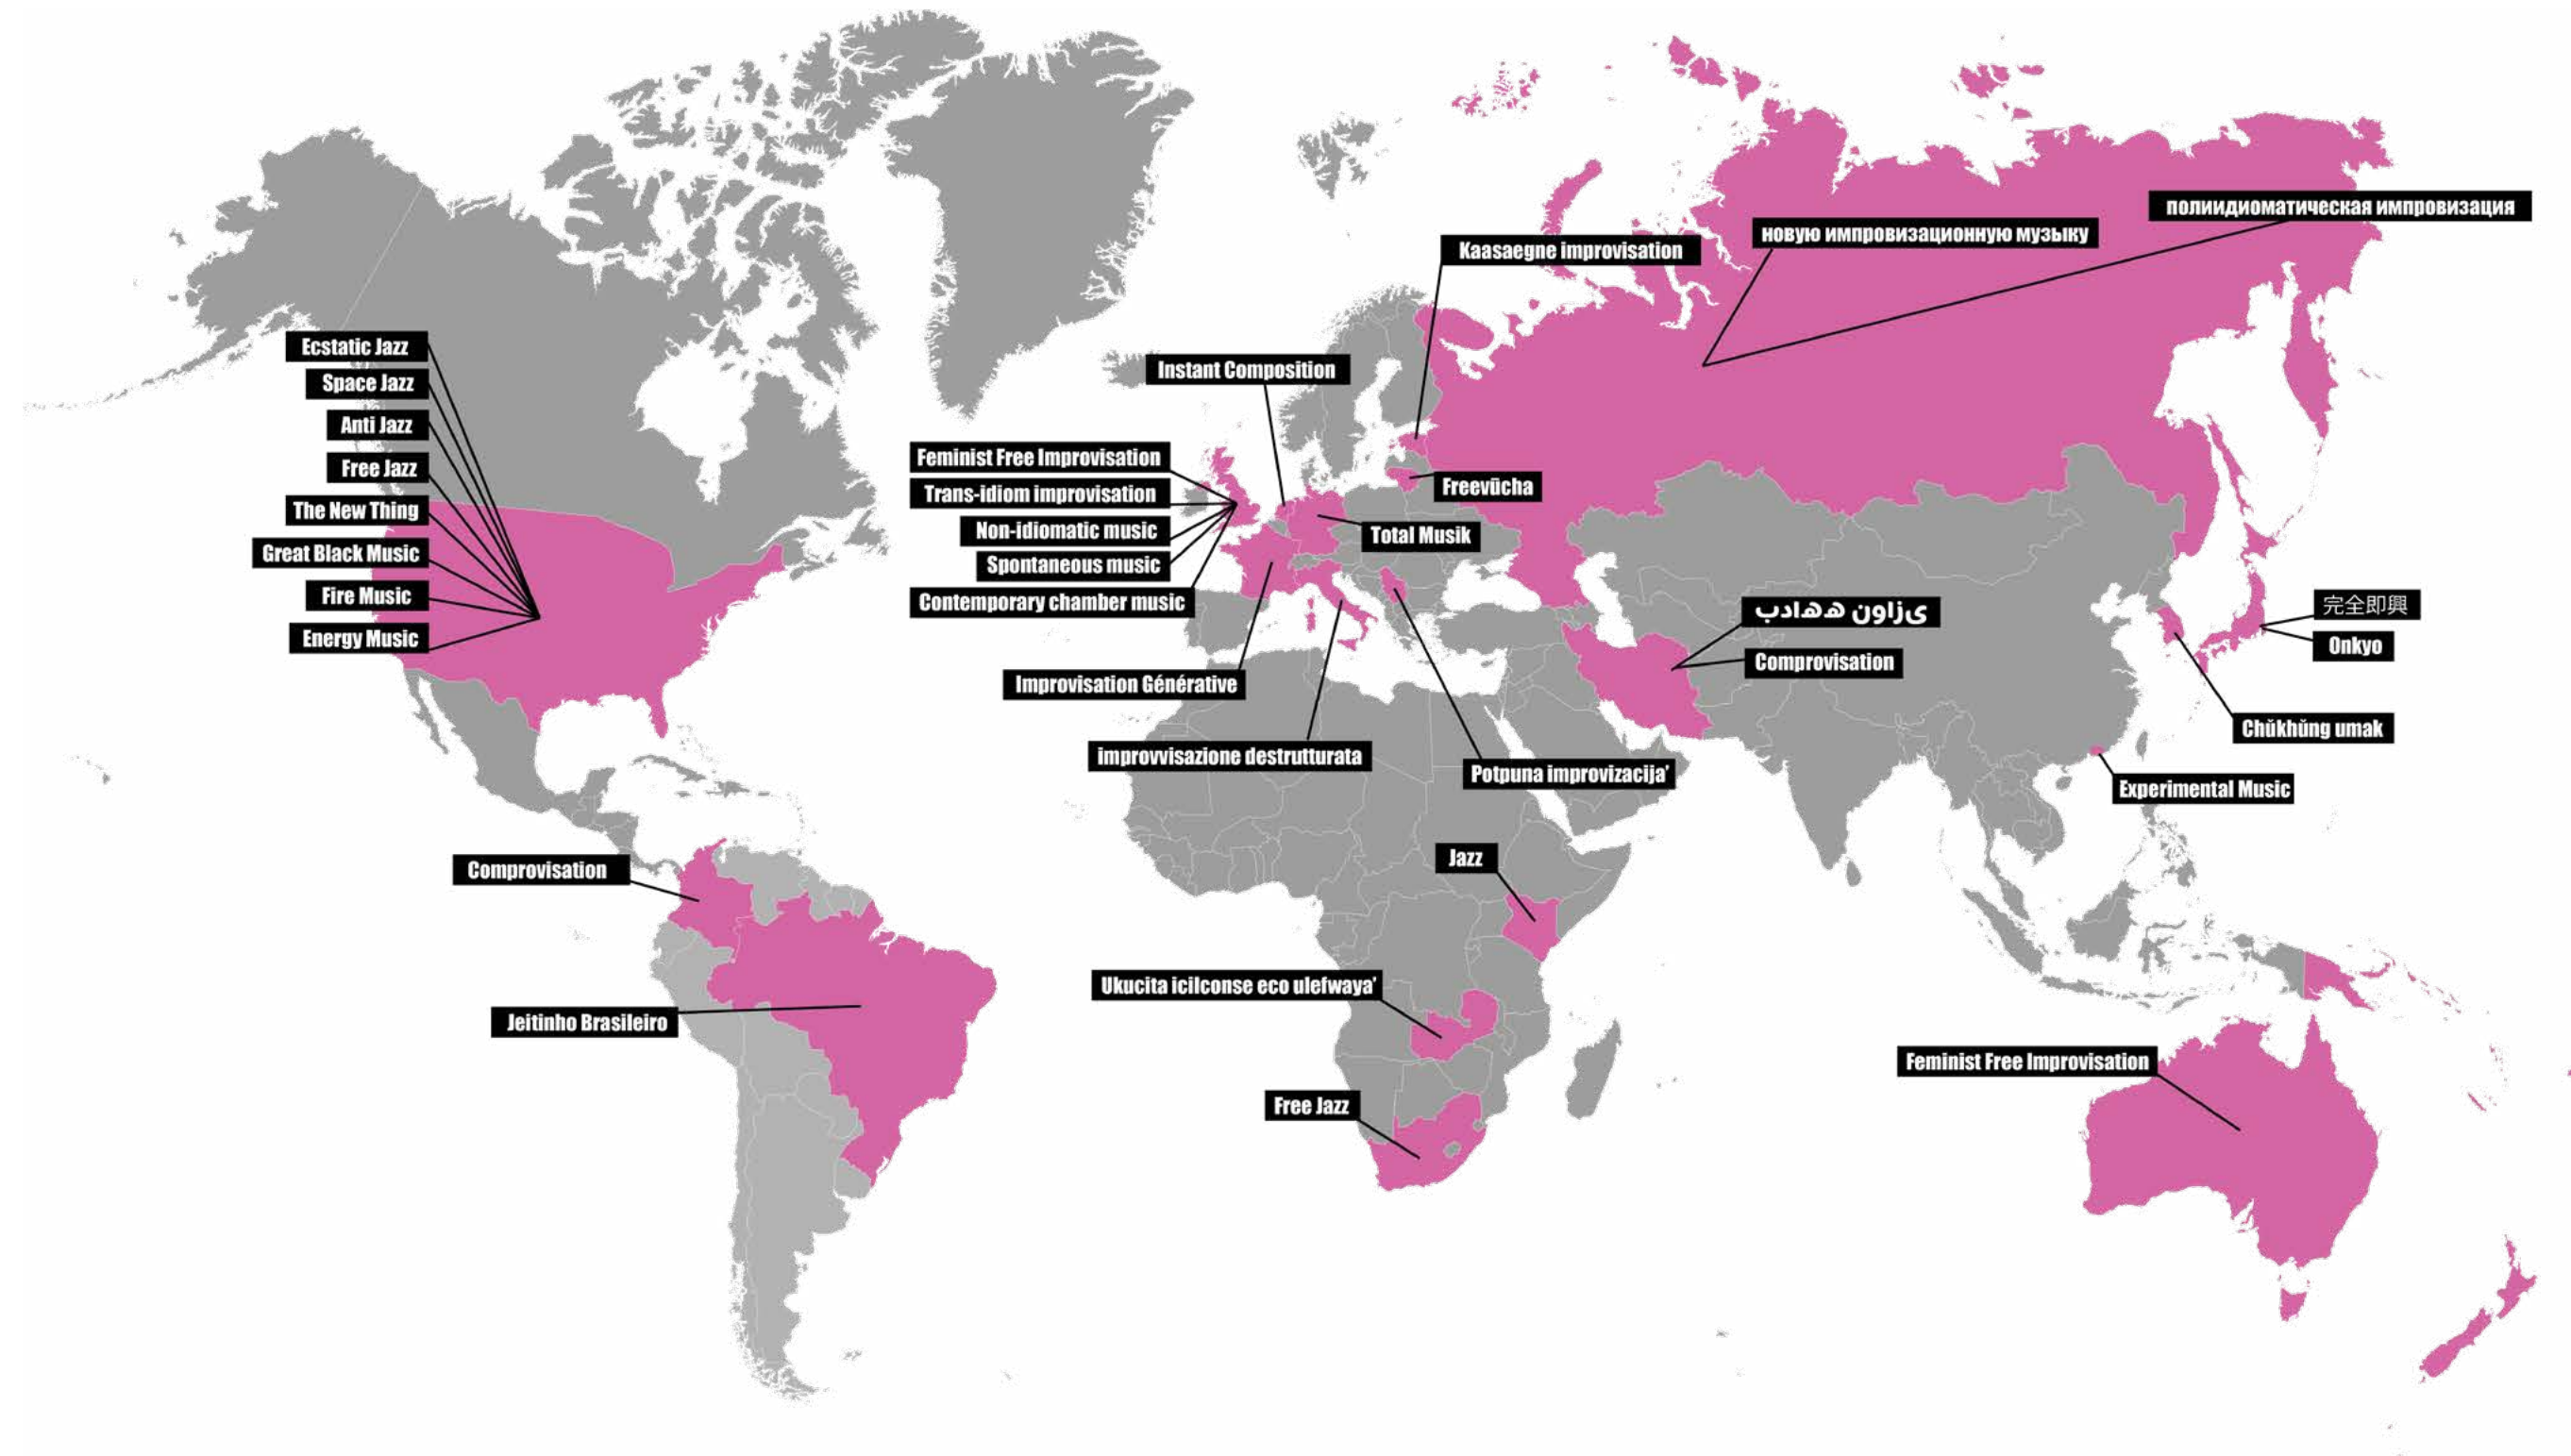 полиидиоматическая импровизация
новую импровизационную музыку
Kaasaegne improvisation
Ecstatic Jazz
Space Jazz
Anti Jazz
Free Jazz
The New Thing
Great Black Music
Fire Music
Energy Music
Instant Composition
Feminist Free Improvisation
Trans-idiom improvisation
Non-idiomatic music
Spontaneous music
Contemporary chamber music
Freevūcha
Total Musik
Improvisation Générative
improvvisazione destrutturata
Potpuna improvizacija’
یزاون ههادب
Comprovisation
完全即興
Onkyo
Chŭkhŭng umak
Experimental Music
Comprovisation
Jeitinho Brasileiro
Jazz
Ukucita icilconse eco ulefwaya’
Free Jazz
Feminist Free Improvisation